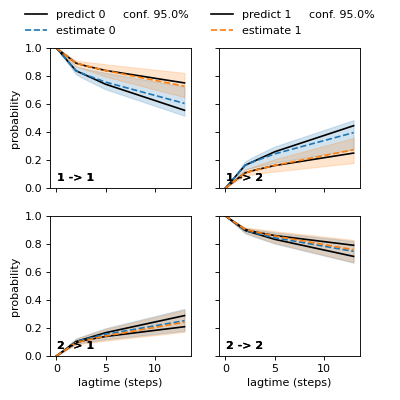 predict 0 conf. 95.0% predict 1 conf. 95.0%
estimate 0 estimate 1
1.0
0.8
0.6
0.4
0.2
0.0
probability
1 -> 1
1 -> 2
1.0
0.8
0.6
0.4
0.2
0.0
probability
2 -> 1
2 -> 2
0 5 10 0 5 10
lagtime (steps) lagtime (steps)